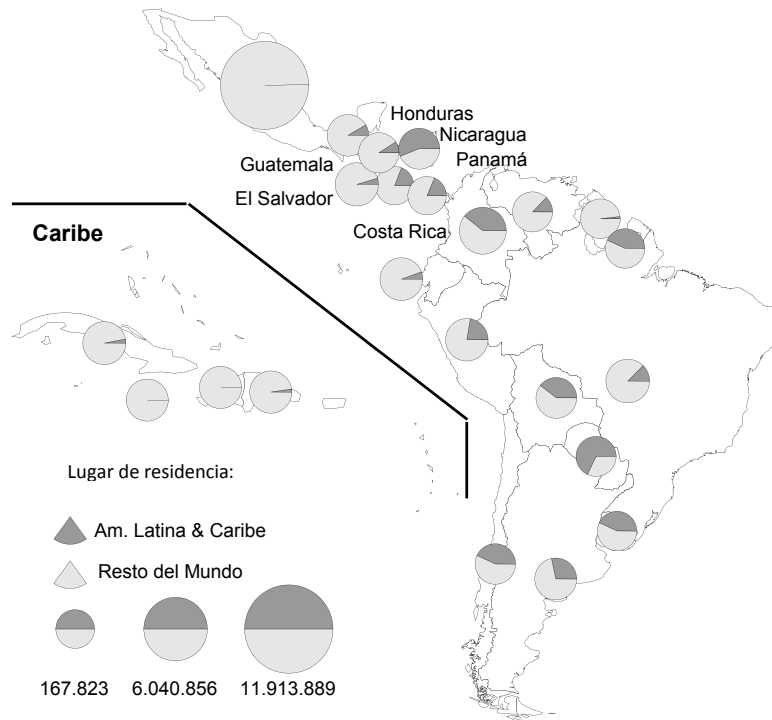 Honduras
Nicaragua
Guatemala
Panamá
El Salvador
Costa Rica
Caribe
Lugar de residencia:
Am. Latina & Caribe
Resto del Mundo
167.823 6.040.856 11.913.889